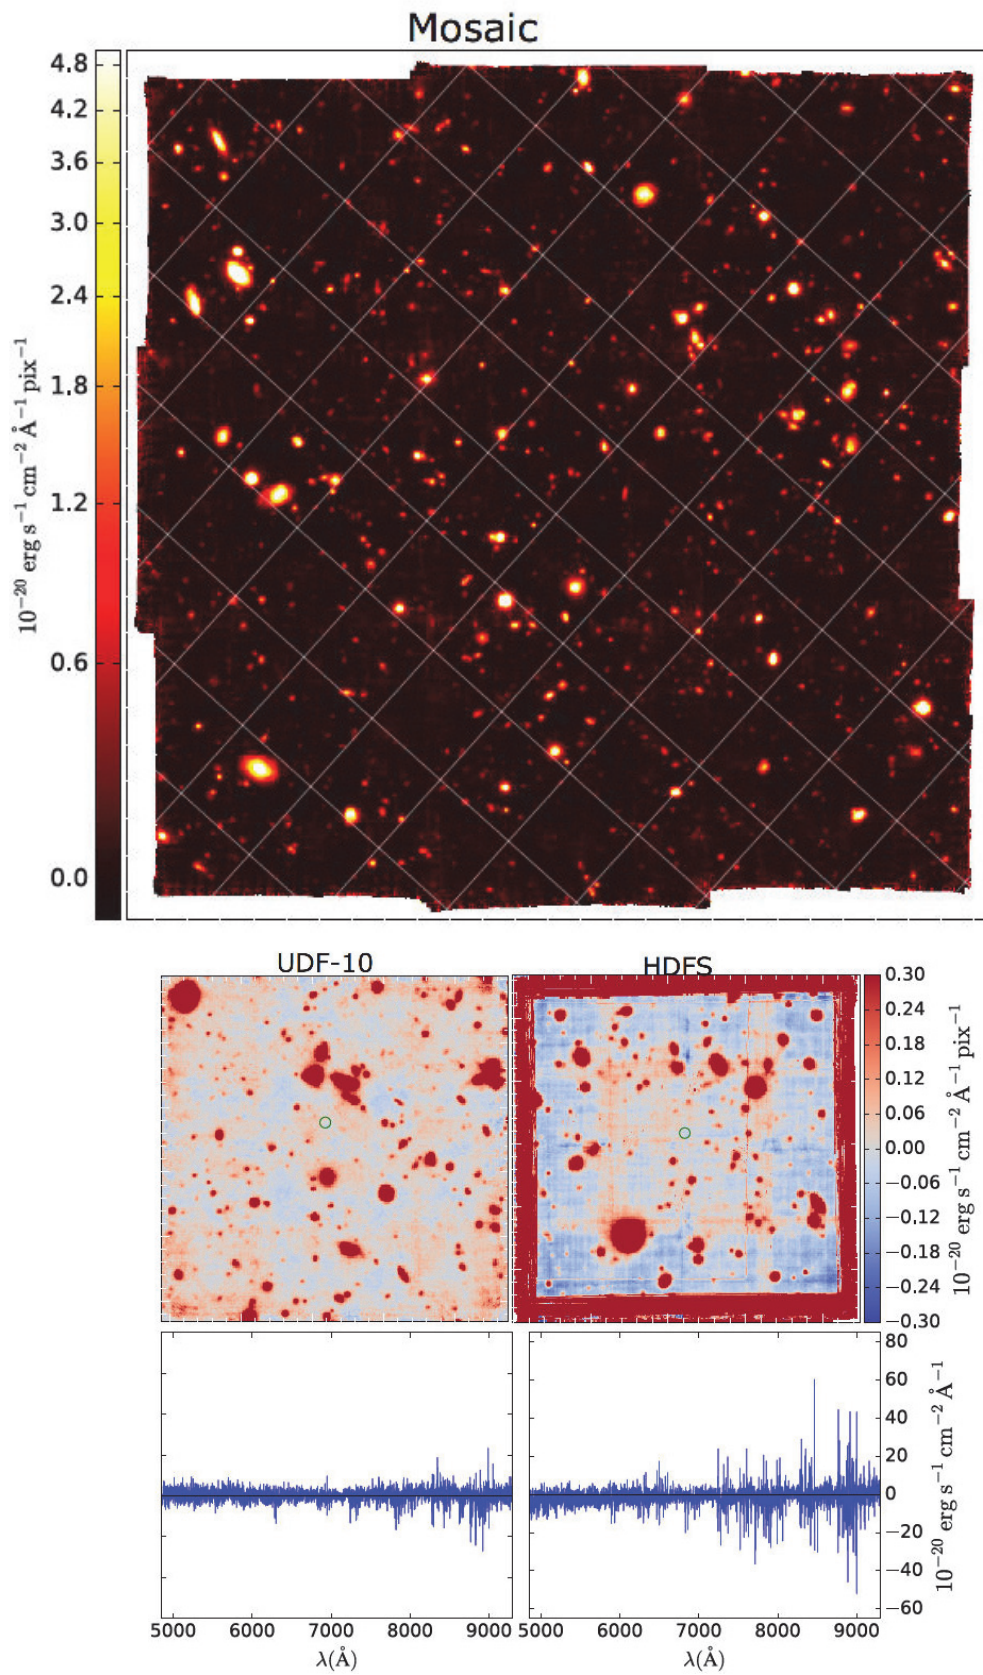 Mosaic
4.8
4.2
3.6
3.0
2.4
1.8
1.2
0.6
0.0
10⁻²⁰ erg s⁻¹ cm⁻² Å⁻¹ pix⁻¹
UDF-10
HDFS
0.30
0.24
0.18
0.12
0.06
0.00
−0.06
−0.12
−0.18
−0.24
−0.30
10⁻²⁰ erg s⁻¹ cm⁻² Å⁻¹ pix⁻¹
80
60
40
20
0
−20
−40
−60
10⁻²⁰ erg s⁻¹ cm⁻² Å⁻¹
5000 6000 7000 8000 9000
λ(Å)
5000 6000 7000 8000 9000
λ(Å)